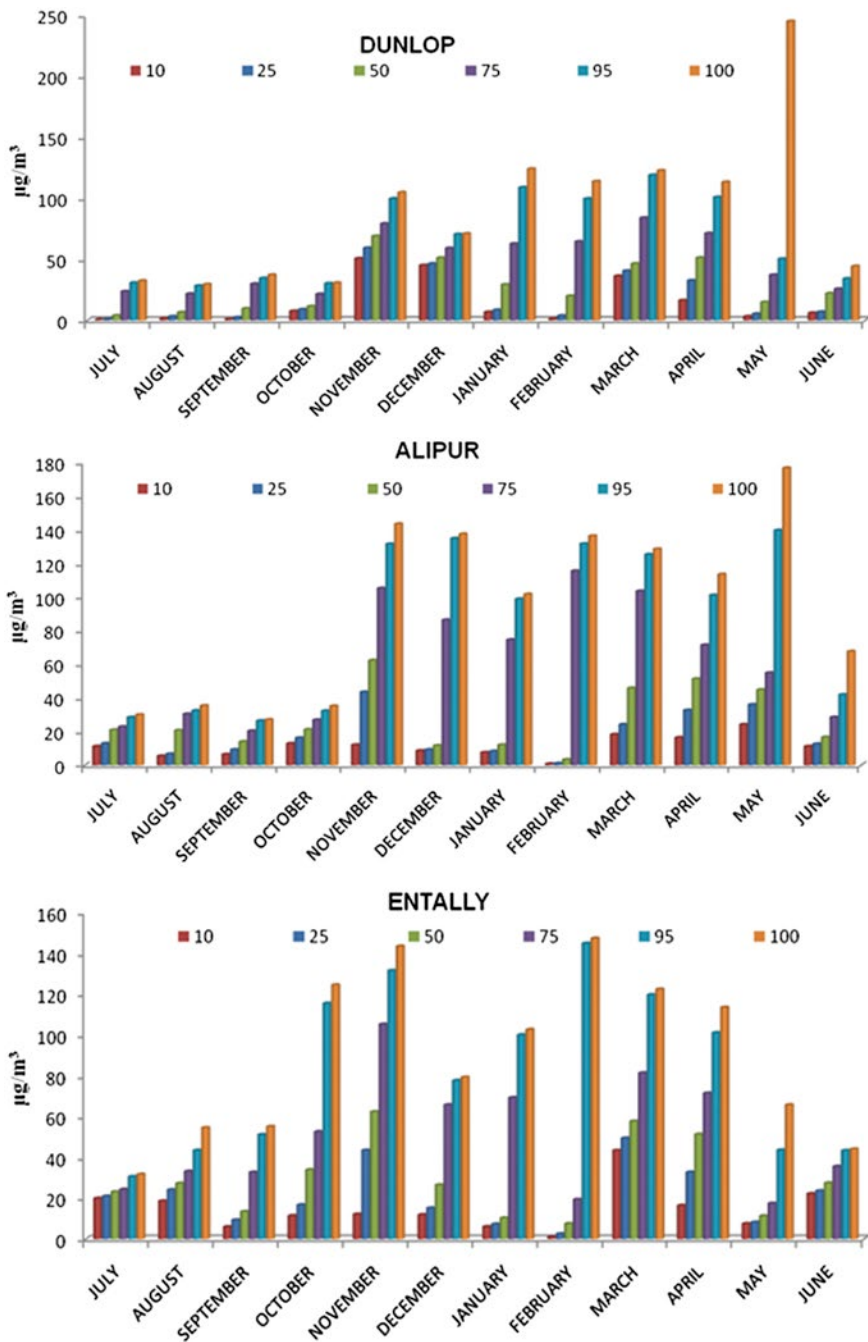 DUNLOP
10 25 50 75 95 100
250
200
150
100
50
0
µg/m³
JULY
AUGUST
SEPTEMBER
OCTOBER
NOVEMBER
DECEMBER
JANUARY
FEBRUARY
MARCH
APRIL
MAY
JUNE
ALIPUR
10 25 50 75 95 100
180
160
140
120
100
80
60
40
20
0
µg/m³
JULY
AUGUST
SEPTEMBER
OCTOBER
NOVEMBER
DECEMBER
JANUARY
FEBRUARY
MARCH
APRIL
MAY
JUNE
ENTALLY
10 25 50 75 95 100
160
140
120
100
80
60
40
20
0
µg/m³
JULY
AUGUST
SEPTEMBER
OCTOBER
NOVEMBER
DECEMBER
JANUARY
FEBRUARY
MARCH
APRIL
MAY
JUNE